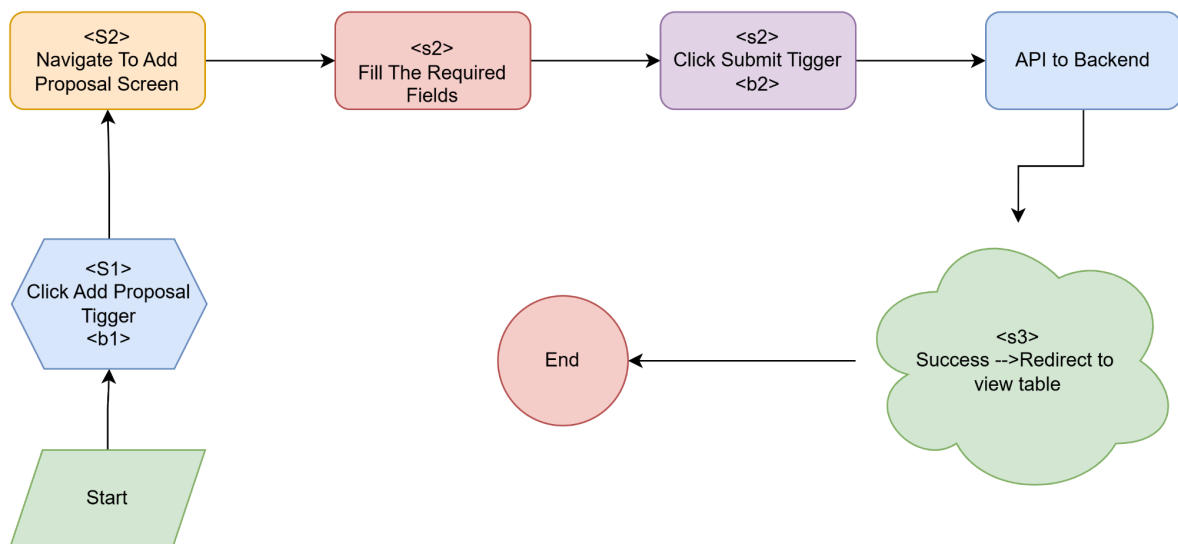 <S2>
Navigate To Add
Proposal Screen
<s2>
Fill The Required
Fields
<s2>
Click Submit Tigger
<b2>
API to Backend
<S1>
Click Add Proposal
Tigger
<b1>
End
<s3>
Success -->Redirect to
view table
Start